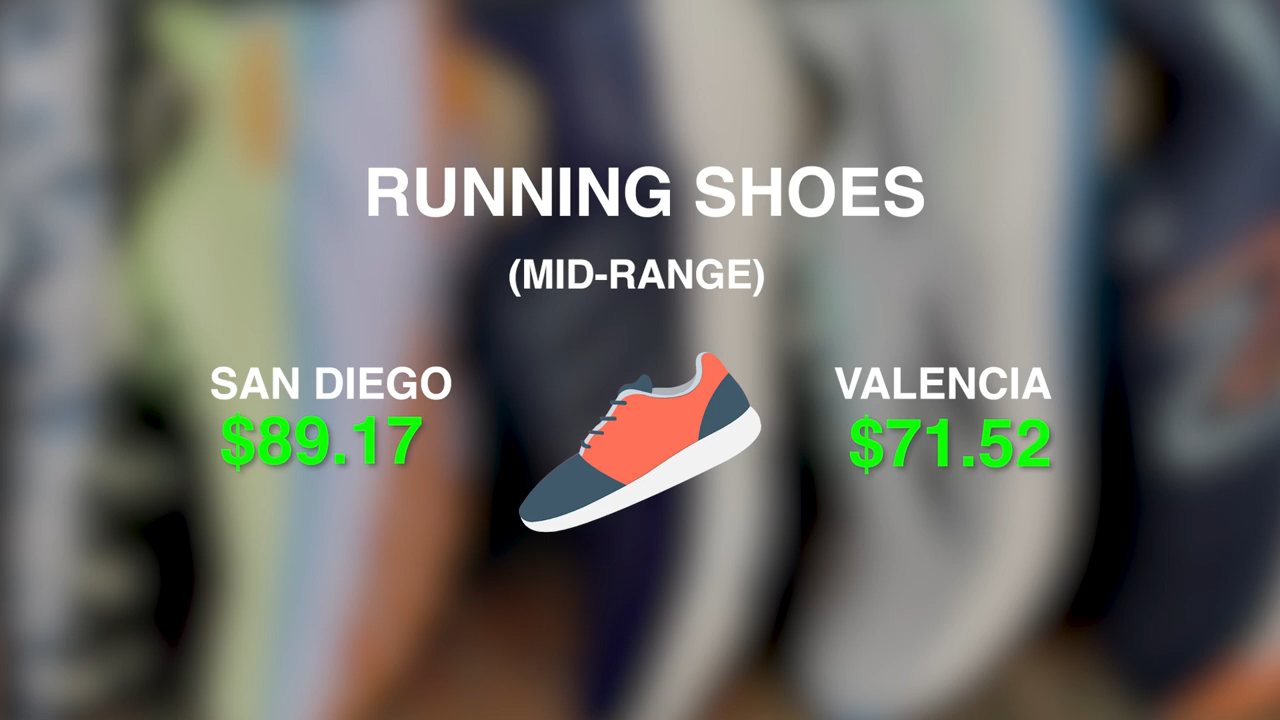 RUNNING SHOES
(MID-RANGE)
SAN DIEGO
$89.17
VALENCIA
$71.52